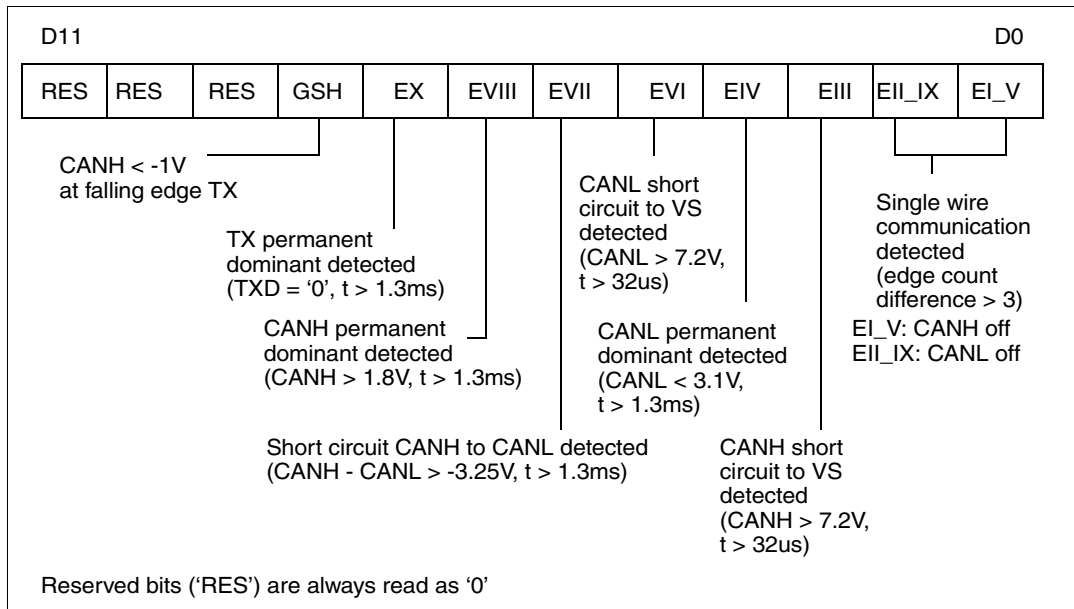 D11 D0
RES RES RES GSH EX EVIII EVII EVI EIV EIII EII_IX EI_V
CANH < -1V
at falling edge TX
TX permanent
dominant detected
(TXD = ‘0’, t > 1.3ms)
CANH permanent
dominant detected
(CANH > 1.8V, t > 1.3ms)
Short circuit CANH to CANL detected
(CANH - CANL > -3.25V, t > 1.3ms)
CANL short
circuit to VS
detected
(CANL > 7.2V,
t > 32us)
CANL permanent
dominant detected
(CANL < 3.1V,
t > 1.3ms)
CANH short
circuit to VS
detected
(CANH > 7.2V,
t > 32us)
Single wire
communication
detected
(edge count
difference > 3)
EI_V: CANH off
EII_IX: CANL off
Reserved bits (‘RES’) are always read as ‘0’